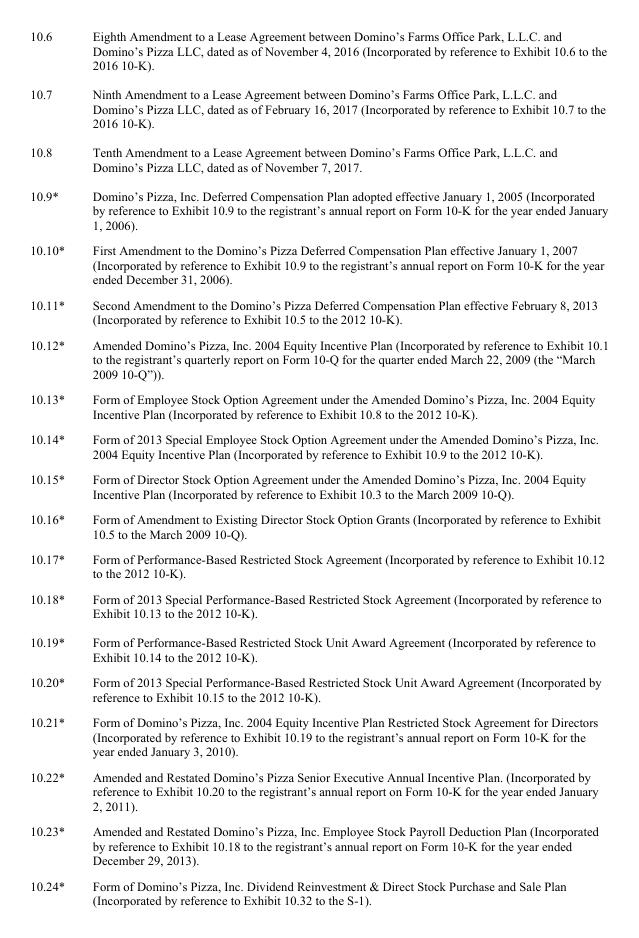 10.6 Eighth Amendment to a Lease Agreement between Domino’s Farms Office Park, L.L.C. and
Domino’s Pizza LLC, dated as of November 4, 2016 (Incorporated by reference to Exhibit 10.6 to the
2016 10-K).
10.7 Ninth Amendment to a Lease Agreement between Domino’s Farms Office Park, L.L.C. and
Domino’s Pizza LLC, dated as of February 16, 2017 (Incorporated by reference to Exhibit 10.7 to the
2016 10-K).
10.8 Tenth Amendment to a Lease Agreement between Domino’s Farms Office Park, L.L.C. and
Domino’s Pizza LLC, dated as of November 7, 2017.
10.9* Domino’s Pizza, Inc. Deferred Compensation Plan adopted effective January 1, 2005 (Incorporated
by reference to Exhibit 10.9 to the registrant’s annual report on Form 10-K for the year ended January
1, 2006).
10.10* First Amendment to the Domino’s Pizza Deferred Compensation Plan effective January 1, 2007
(Incorporated by reference to Exhibit 10.9 to the registrant’s annual report on Form 10-K for the year
ended December 31, 2006).
10.11* Second Amendment to the Domino’s Pizza Deferred Compensation Plan effective February 8, 2013
(Incorporated by reference to Exhibit 10.5 to the 2012 10-K).
10.12* Amended Domino’s Pizza, Inc. 2004 Equity Incentive Plan (Incorporated by reference to Exhibit 10.1
to the registrant’s quarterly report on Form 10-Q for the quarter ended March 22, 2009 (the “March
2009 10-Q”)).
10.13* Form of Employee Stock Option Agreement under the Amended Domino’s Pizza, Inc. 2004 Equity
Incentive Plan (Incorporated by reference to Exhibit 10.8 to the 2012 10-K).
10.14* Form of 2013 Special Employee Stock Option Agreement under the Amended Domino’s Pizza, Inc.
2004 Equity Incentive Plan (Incorporated by reference to Exhibit 10.9 to the 2012 10-K).
10.15* Form of Director Stock Option Agreement under the Amended Domino’s Pizza, Inc. 2004 Equity
Incentive Plan (Incorporated by reference to Exhibit 10.3 to the March 2009 10-Q).
10.16* Form of Amendment to Existing Director Stock Option Grants (Incorporated by reference to Exhibit
10.5 to the March 2009 10-Q).
10.17* Form of Performance-Based Restricted Stock Agreement (Incorporated by reference to Exhibit 10.12
to the 2012 10-K).
10.18* Form of 2013 Special Performance-Based Restricted Stock Agreement (Incorporated by reference to
Exhibit 10.13 to the 2012 10-K).
10.19* Form of Performance-Based Restricted Stock Unit Award Agreement (Incorporated by reference to
Exhibit 10.14 to the 2012 10-K).
10.20* Form of 2013 Special Performance-Based Restricted Stock Unit Award Agreement (Incorporated by
reference to Exhibit 10.15 to the 2012 10-K).
10.21* Form of Domino’s Pizza, Inc. 2004 Equity Incentive Plan Restricted Stock Agreement for Directors
(Incorporated by reference to Exhibit 10.19 to the registrant’s annual report on Form 10-K for the
year ended January 3, 2010).
10.22* Amended and Restated Domino’s Pizza Senior Executive Annual Incentive Plan. (Incorporated by
reference to Exhibit 10.20 to the registrant’s annual report on Form 10-K for the year ended January
2, 2011).
10.23* Amended and Restated Domino’s Pizza, Inc. Employee Stock Payroll Deduction Plan (Incorporated
by reference to Exhibit 10.18 to the registrant’s annual report on Form 10-K for the year ended
December 29, 2013).
10.24* Form of Domino’s Pizza, Inc. Dividend Reinvestment & Direct Stock Purchase and Sale Plan
(Incorporated by reference to Exhibit 10.32 to the S-1).